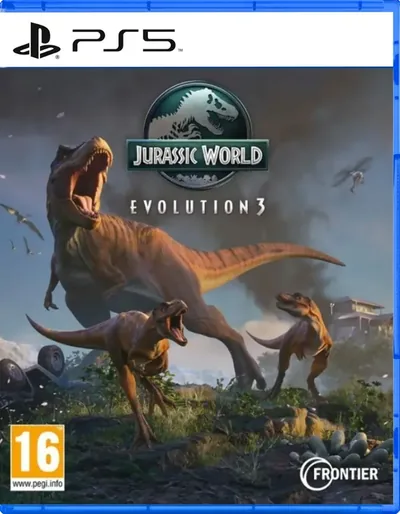 PS5
JURASSIC WORLD
EVOLUTION 3
16
www.pegi.info
FRONTIER